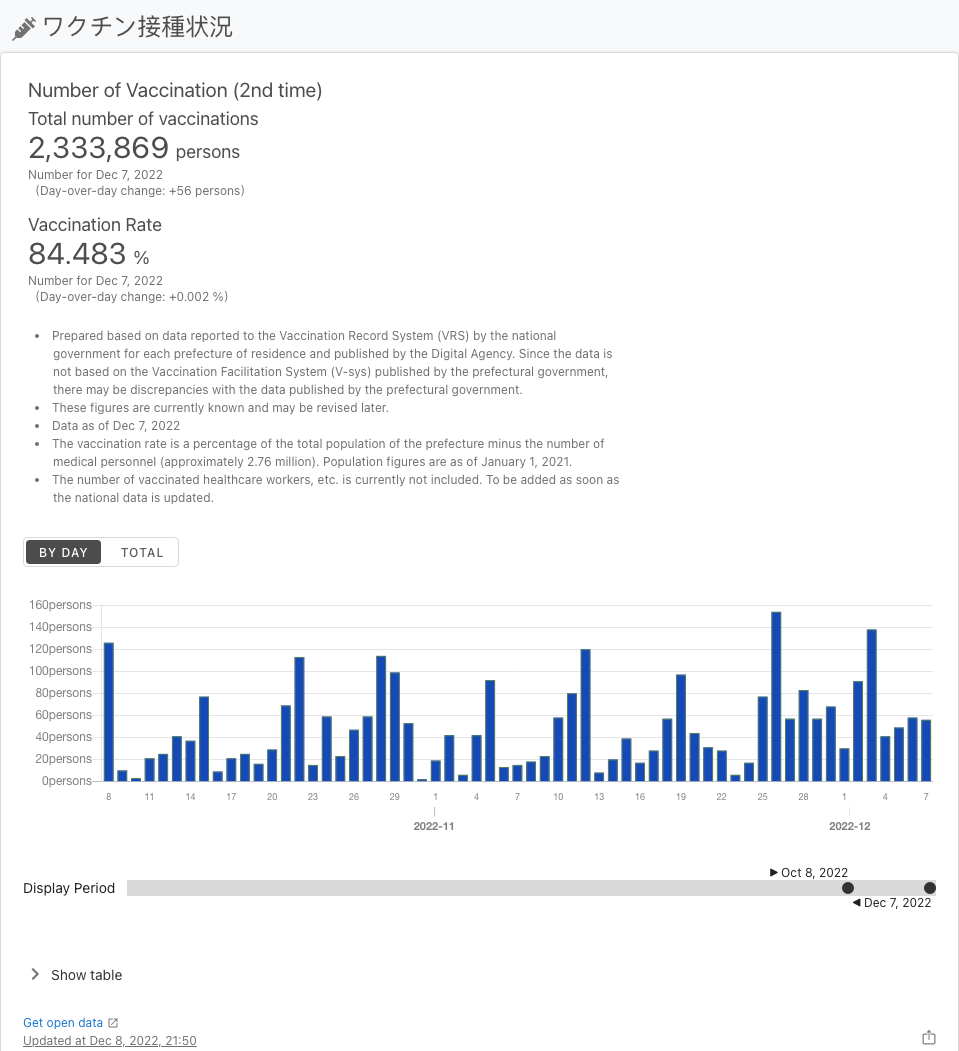 ワクチン接種状況
Number of Vaccination (2nd time)
Total number of vaccinations
2,333,869 persons
Number for Dec 7, 2022
(Day-over-day change: +56 persons)
Vaccination Rate
84.483 %
Number for Dec 7, 2022
(Day-over-day change: +0.002 %)
• Prepared based on data reported to the Vaccination Record System (VRS) by the national
government for each prefecture of residence and published by the Digital Agency. Since the data is
not based on the Vaccination Facilitation System (V-sys) published by the prefectural government,
there may be discrepancies with the data published by the prefectural government.
• These figures are currently known and may be revised later.
• Data as of Dec 7, 2022
• The vaccination rate is a percentage of the total population of the prefecture minus the number of
medical personnel (approximately 2.76 million). Population figures are as of January 1, 2021.
• The number of vaccinated healthcare workers, etc. is currently not included. To be added as soon as
the national data is updated.
BY DAY TOTAL
160persons
140persons
120persons
100persons
80persons
60persons
40persons
20persons
0persons
8 11 14 17 20 23 26 29 1 4 7 10 13 16 19 22 25 28 1 4 7
2022-11 2022-12
Oct 8, 2022
Display Period
Dec 7, 2022
Show table
Get open data
Updated at Dec 8, 2022, 21:50